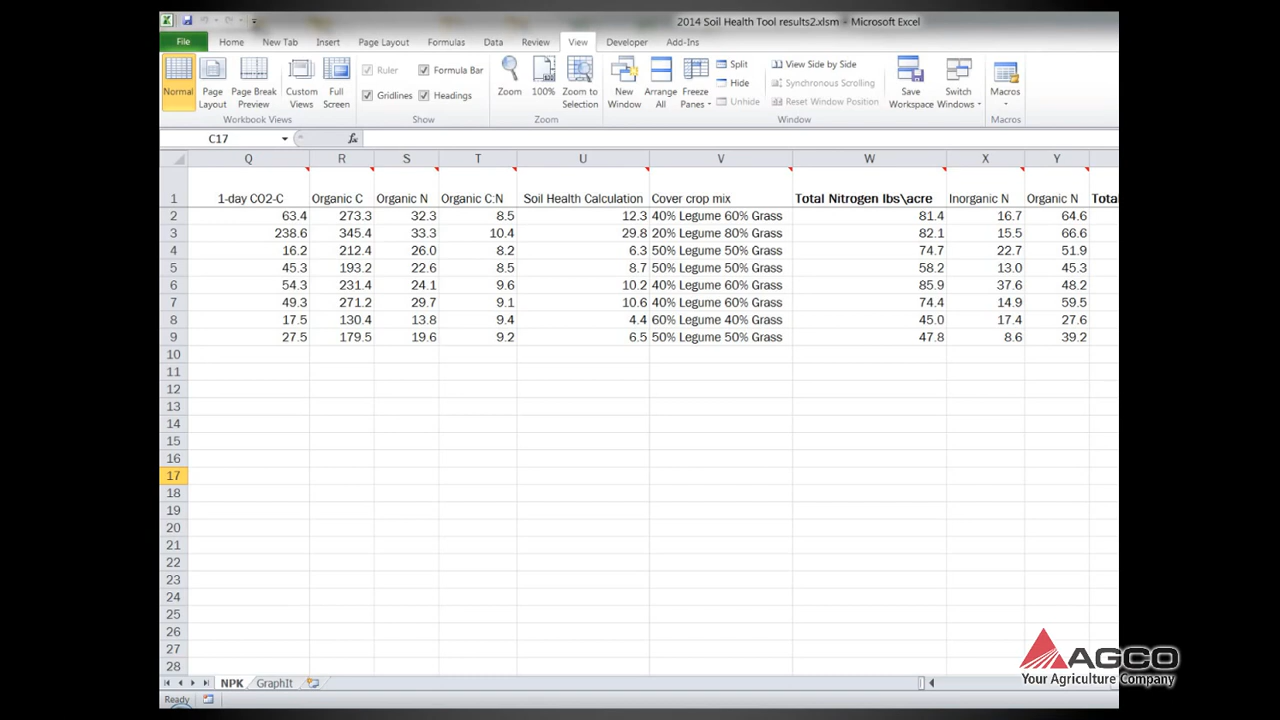 2014 Soil Health Tool results2.xlsm - Microsoft Excel
File Home New Tab Insert Page Layout Formulas Data Review View Developer Add-Ins
Normal Page Layout Page Break Preview Custom Views Full Screen
Workbook Views
Ruler Formula Bar
Gridlines Headings
Show
Zoom 100% Zoom to Selection
Zoom
New Window Arrange All Freeze Panes
Split
Hide
Unhide
View Side by Side
Synchronous Scrolling
Reset Window Position
Window
Save Workspace Switch Windows
Macros
Macros
C17 fx
Q R S T U V W X Y
1 1-day CO2-C Organic C Organic N Organic C:N Soil Health Calculation Cover crop mix Total Nitrogen lbs\acre Inorganic N Organic N
2 63.4 273.3 32.3 8.5 12.3 40% Legume 60% Grass 81.4 16.7 64.6
3 238.6 345.4 33.3 10.4 29.8 20% Legume 80% Grass 82.1 15.5 66.6
4 16.2 212.4 26.0 8.2 6.3 50% Legume 50% Grass 74.7 22.7 51.9
5 45.3 193.2 22.6 8.5 8.7 50% Legume 50% Grass 58.2 13.0 45.3
6 54.3 231.4 24.1 9.6 10.2 40% Legume 60% Grass 85.9 37.6 48.2
7 49.3 271.2 29.7 9.1 10.6 40% Legume 60% Grass 74.4 14.9 59.5
8 17.5 130.4 13.8 9.4 4.4 60% Legume 40% Grass 45.0 17.4 27.6
9 27.5 179.5 19.6 9.2 6.5 50% Legume 50% Grass 47.8 8.6 39.2
10
11
12
13
14
15
16
17
18
19
20
21
22
23
24
25
26
27
28
NPK GraphIt
Ready
AGCO
Your Agriculture Company